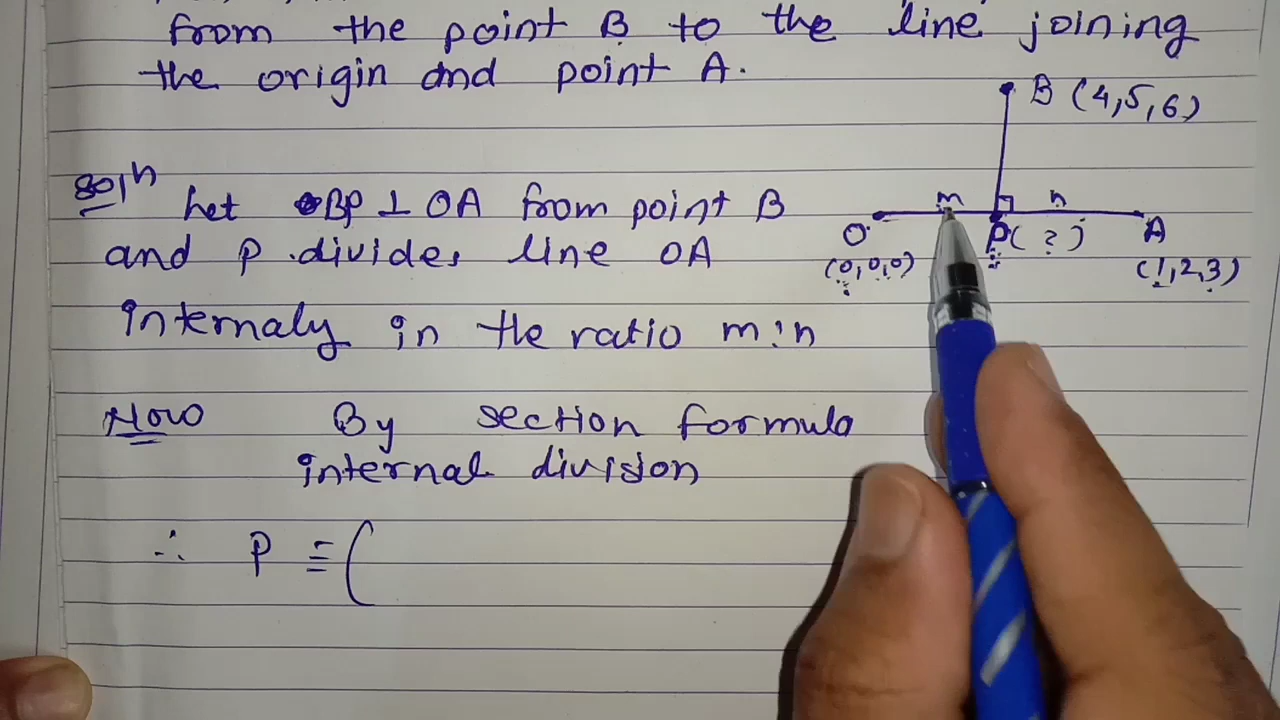 from the point B to the line joining
the origin and point A.
B (4,5,6)
Soln Let BP ⊥ OA from point B
and P divides line OA
internaly in the ratio m:n
m n
O P( ? ) A
(0,0,0) (1,2,3)
Now By section formula
internal division
∴ P ≡ (